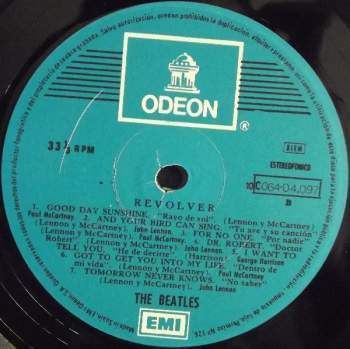 ODEON
®
33⅓ RPM
BIEM
ESTEREOFONICO
10C 064-04.097
REVOLVER
1. GOOD DAY SUNSHINE. "Rayo de sol". (Lennon y McCartney)
Paul McCartney 2. AND YOUR BIRD CAN SING. "Tu ave y su canción"
(Lennon y McCartney) John Lennon 3. FOR NO ONE. "Por nadie"
(Lennon y McCartney) Paul McCartney 4. DR. ROBERT. "Doctor
Robert" (Lennon y McCartney) John Lennon 5. I WANT TO
TELL YOU. "He de decirte". (Harrison) George Harrison
6. GOT TO GET YOU INTO MY LIFE. "Dentro de
mi vida" (Lennon y McCartney) Paul McCartney
TOMORROW NEVER KNOWS. "No saber"
(Lennon y McCartney) John Lennon
THE BEATLES
EMI